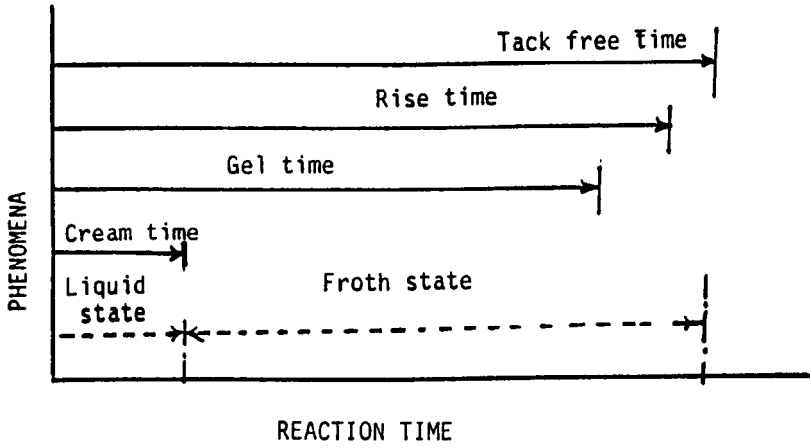 Tack free time
Rise time
Gel time
Cream time
Liquid
state
Froth state
PHENOMENA
REACTION TIME